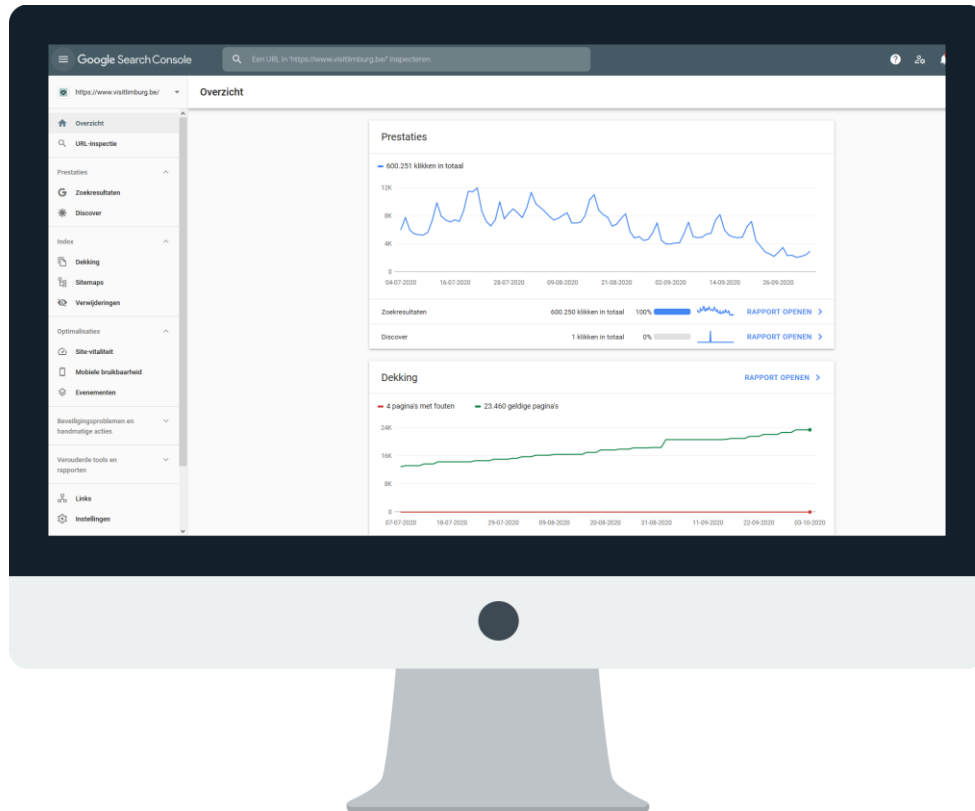 Google Search Console
Een URL in 'https://www.visitlimburg.be/' inspecteren
https://www.visitlimburg.be/
Overzicht
Overzicht
URL-inspectie
Prestaties
Zoekresultaten
Discover
Index
Dekking
Sitemaps
Verwijderingen
Optimalisaties
Site-vitaliteit
Mobiele bruikbaarheid
Evenementen
Beveiligingsproblemen en
handmatige acties
Verouderde tools en
rapporten
Links
Instellingen
Prestaties
600.251 klikken in totaal
12K
8K
4K
0
04-07-2020 16-07-2020 28-07-2020 09-08-2020 21-08-2020 02-09-2020 14-09-2020 26-09-2020
Zoekresultaten 600.250 klikken in totaal 100% RAPPORT OPENEN
Discover 1 klikken in totaal 0% RAPPORT OPENEN
Dekking RAPPORT OPENEN
4 pagina's met fouten 23.460 geldige pagina's
24K
16K
8K
0
07-07-2020 18-07-2020 29-07-2020 09-08-2020 20-08-2020 31-08-2020 11-09-2020 22-09-2020 03-10-2020